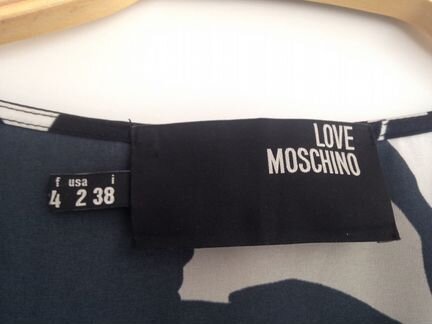 LOVE
MOSCHINO
f usa i
4 2 38